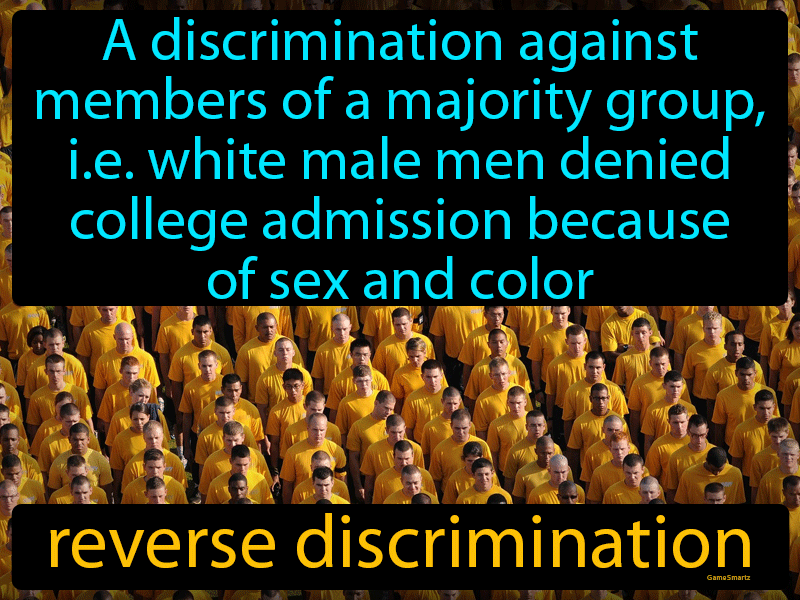 A discrimination against
members of a majority group,
i.e. white male men denied
college admission because
of sex and color
reverse discrimination
GameSmartz